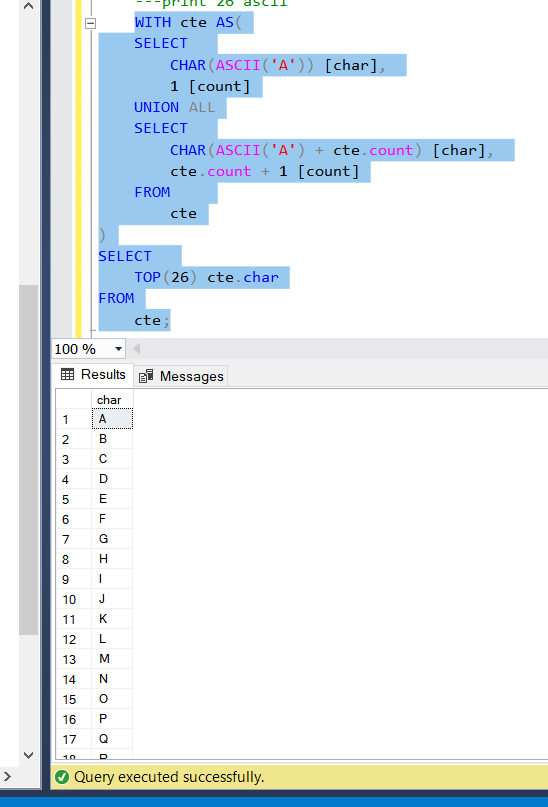 ---print 26 ascii
WITH cte AS(
SELECT
CHAR(ASCII('A')) [char],
1 [count]
UNION ALL
SELECT
CHAR(ASCII('A') + cte.count) [char],
cte.count + 1 [count]
FROM
cte
)
SELECT
TOP(26) cte.char
FROM
cte;
100 %
Results Messages
char
1 A
2 B
3 C
4 D
5 E
6 F
7 G
8 H
9 I
10 J
11 K
12 L
13 M
14 N
15 O
16 P
17 Q
18 R
Query executed successfully.